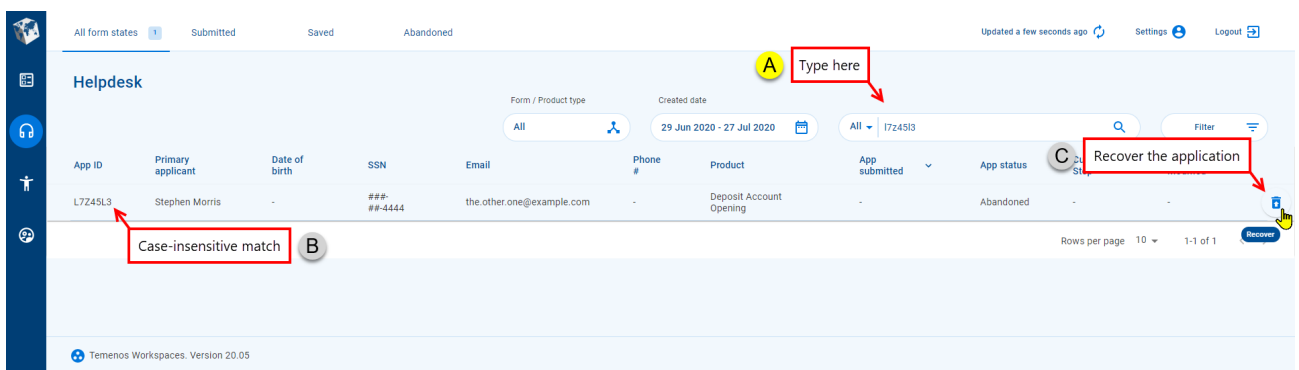 All form states 1 Submitted Saved Abandoned Updated a few seconds ago Settings Logout
Helpdesk
A Type here
Form / Product type Created date
All 29 Jun 2020 - 27 Jul 2020 All l7z45l3 Filter
C Recover the application
App ID Primary applicant Date of birth SSN Email Phone # Product App submitted App status
L7Z45L3 Stephen Morris - ###-##-4444 the.other.one@example.com - Deposit Account Opening - Abandoned - -
Recover
Case-insensitive match B
Rows per page 10 1-1 of 1
Temenos Workspaces. Version 20.05